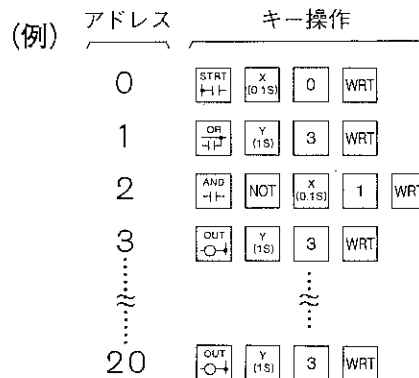 (例) アドレス キー操作
0 STRT X (0.1S) 0 WRT
1 OR Y (1S) 3 WRT
2 AND NOT X (0.1S) 1 WRT
3 OUT Y (1S) 3 WRT
20 OUT Y (1S) 3 WRT